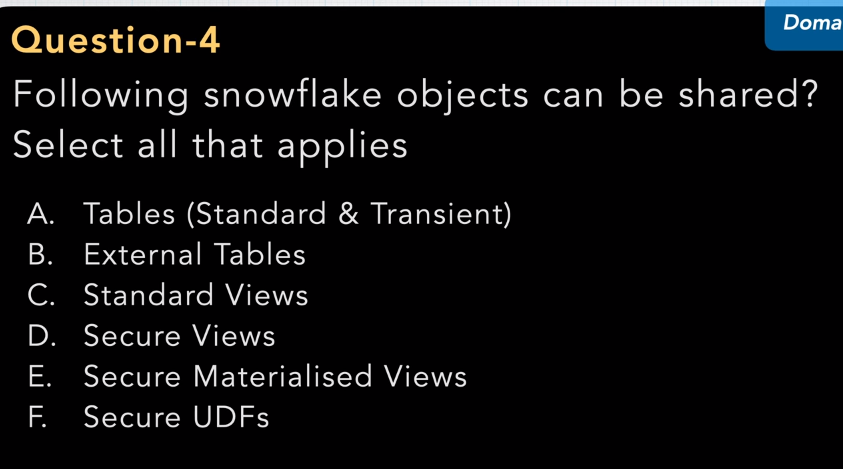 Doma
Question-4
Following snowflake objects can be shared?
Select all that applies
A. Tables (Standard & Transient)
B. External Tables
C. Standard Views
D. Secure Views
E. Secure Materialised Views
F. Secure UDFs